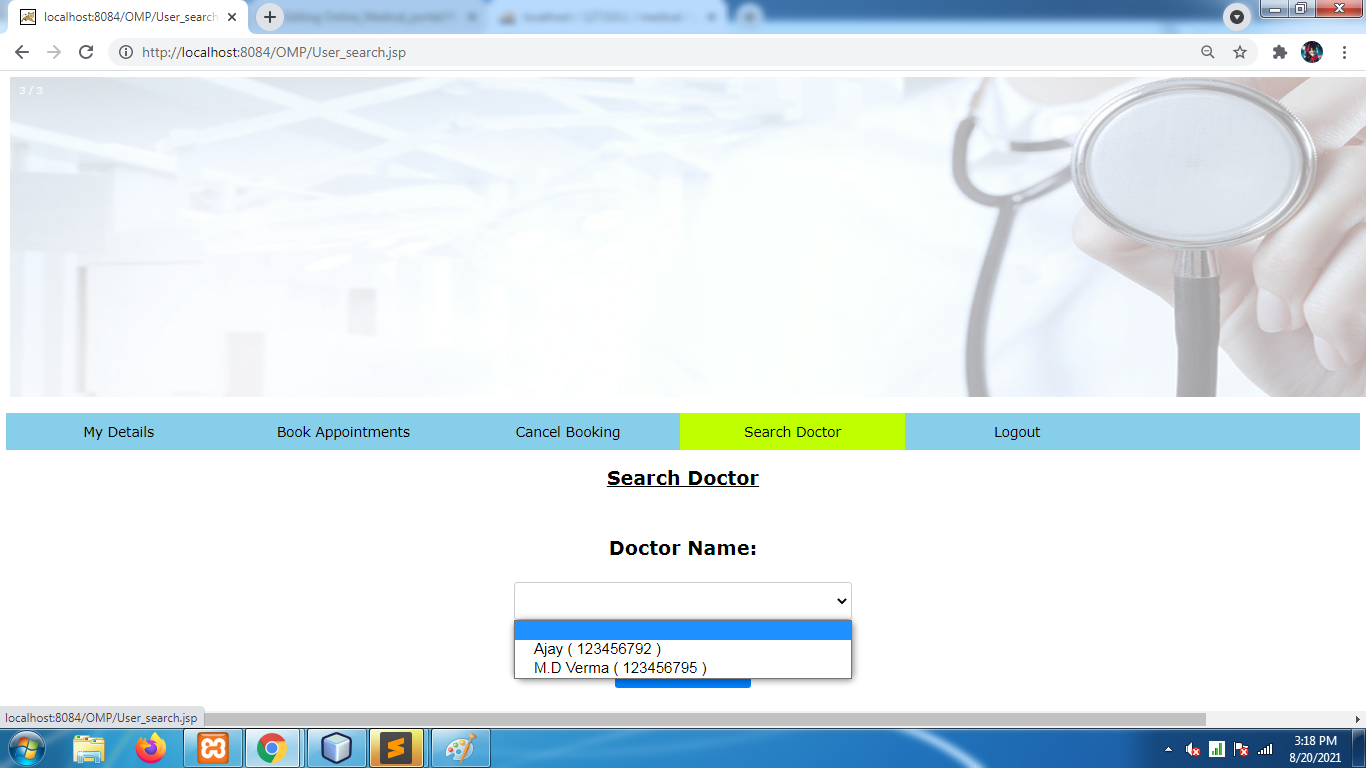 localhost:8084/OMP/User_search
http://localhost:8084/OMP/User_search.jsp
3 / 3
My Details Book Appointments Cancel Booking Search Doctor Logout
Search Doctor
Doctor Name:
Ajay ( 123456792 )
M.D Verma ( 123456795 )
localhost:8084/OMP/User_search.jsp
3:18 PM
8/20/2021